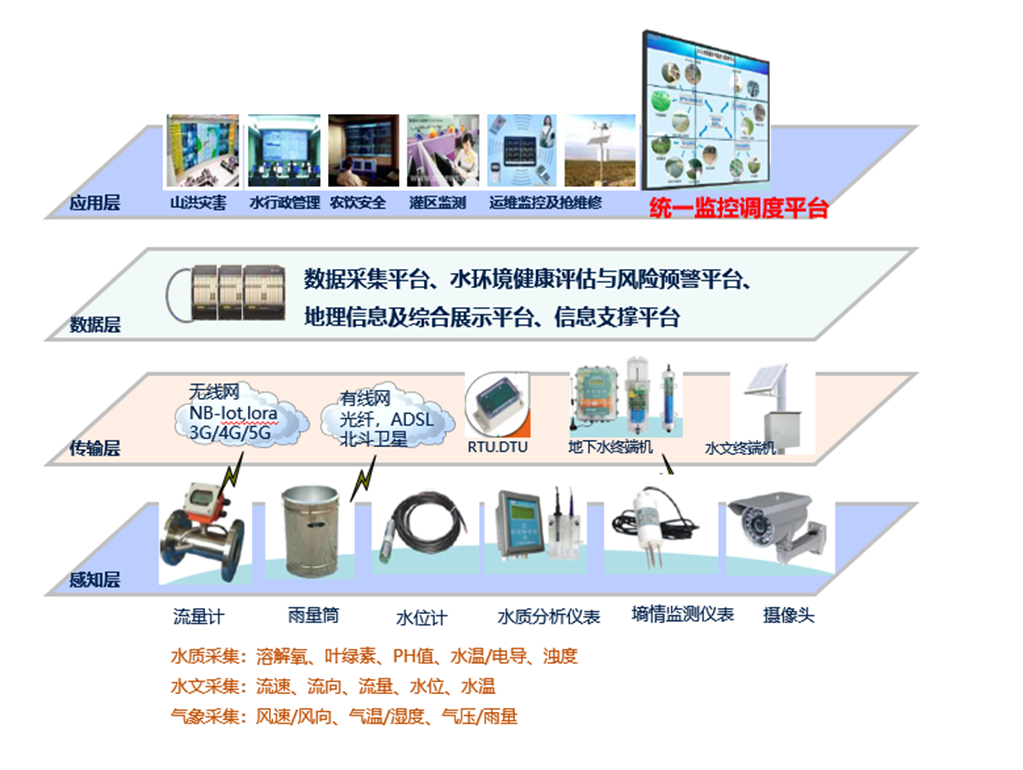 山洪灾害
水行政管理
农饮安全
灌区监测
运维监控及抢维修
统一监控调度平台
应用层
数据采集平台、水环境健康评估与风险预警平台、
地理信息及综合展示平台、信息支撑平台
数据层
无线网
NB-Iot,lora
3G/4G/5G
有线网
光纤，ADSL
北斗卫星
RTU.DTU
地下水终端机
水文终端机
传输层
感知层
流量计
雨量筒
水位计
水质分析仪表
墒情监测仪表
摄像头
水质采集：溶解氧、叶绿素、PH值、水温/电导、浊度
水文采集：流速、流向、流量、水位、水温
气象采集：风速/风向、气温/湿度、气压/雨量